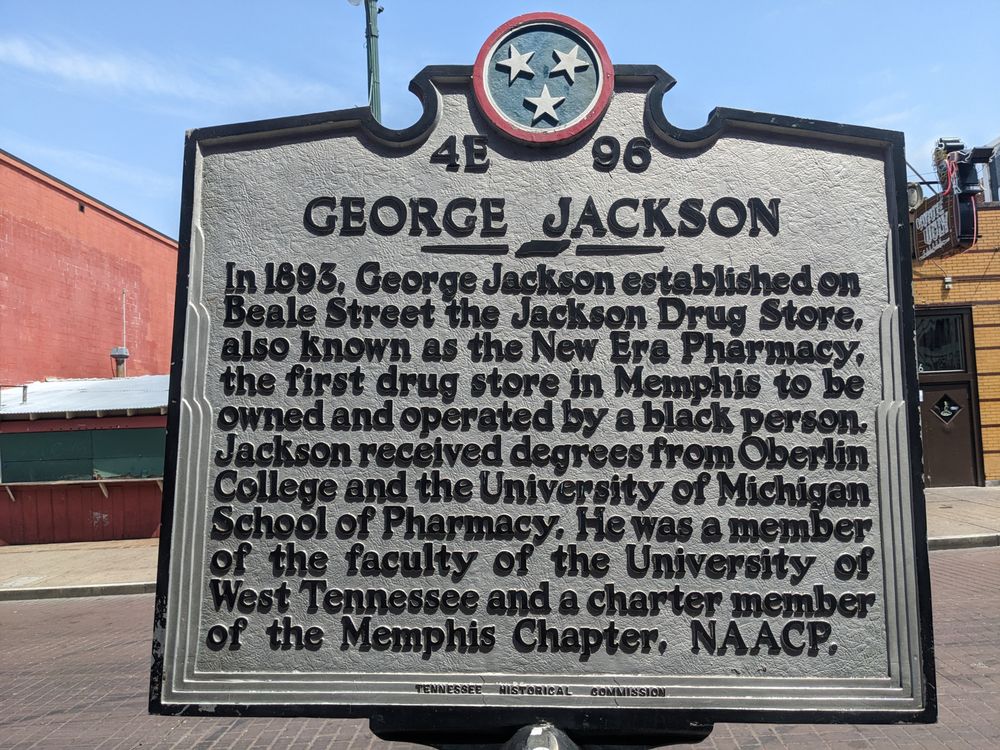 4E 96
GEORGE JACKSON
In 1893, George Jackson established on
Beale Street the Jackson Drug Store,
also known as the New Era Pharmacy,
the first drug store in Memphis to be
owned and operated by a black person.
Jackson received degrees from Oberlin
College and the University of Michigan
School of Pharmacy. He was a member
of the faculty of the University of
West Tennessee and a charter member
of the Memphis Chapter, NAACP.
TENNESSEE HISTORICAL COMMISSION